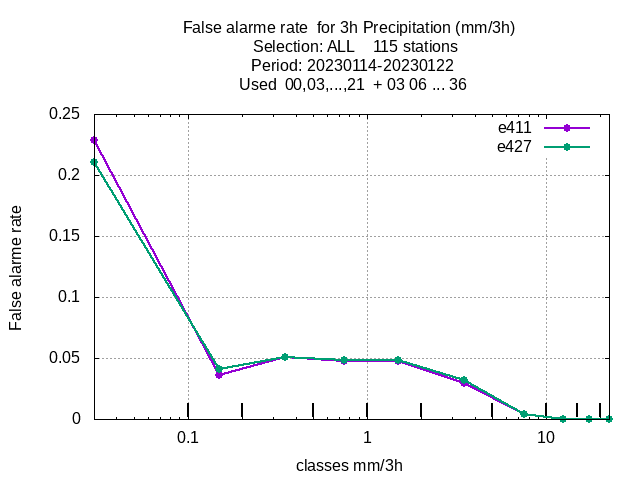 False alarme rate  for 3h Precipitation (mm/3h)
Selection: ALL    115 stations
Period: 20230114-20230122
Used  00,03,...,21  + 03 06 ... 36
0.25
e411
e427
0.2
0.15
False alarme rate
0.1
0.05
0
0.1
1
10
classes mm/3h